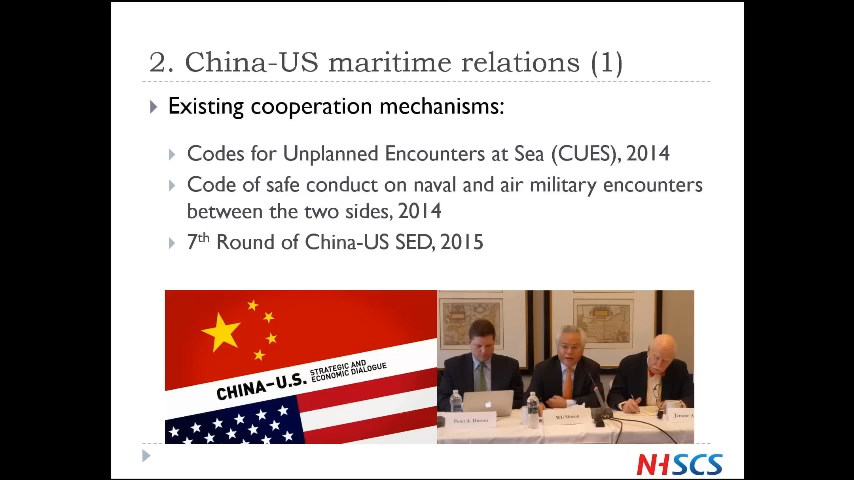 2. China-US maritime relations (1)
Existing cooperation mechanisms:
Codes for Unplanned Encounters at Sea (CUES), 2014
Code of safe conduct on naval and air military encounters
between the two sides, 2014
7th Round of China-US SED, 2015
CHINA–U.S. STRATEGIC AND
ECONOMIC DIALOGUE
Peter A.
NHSCS